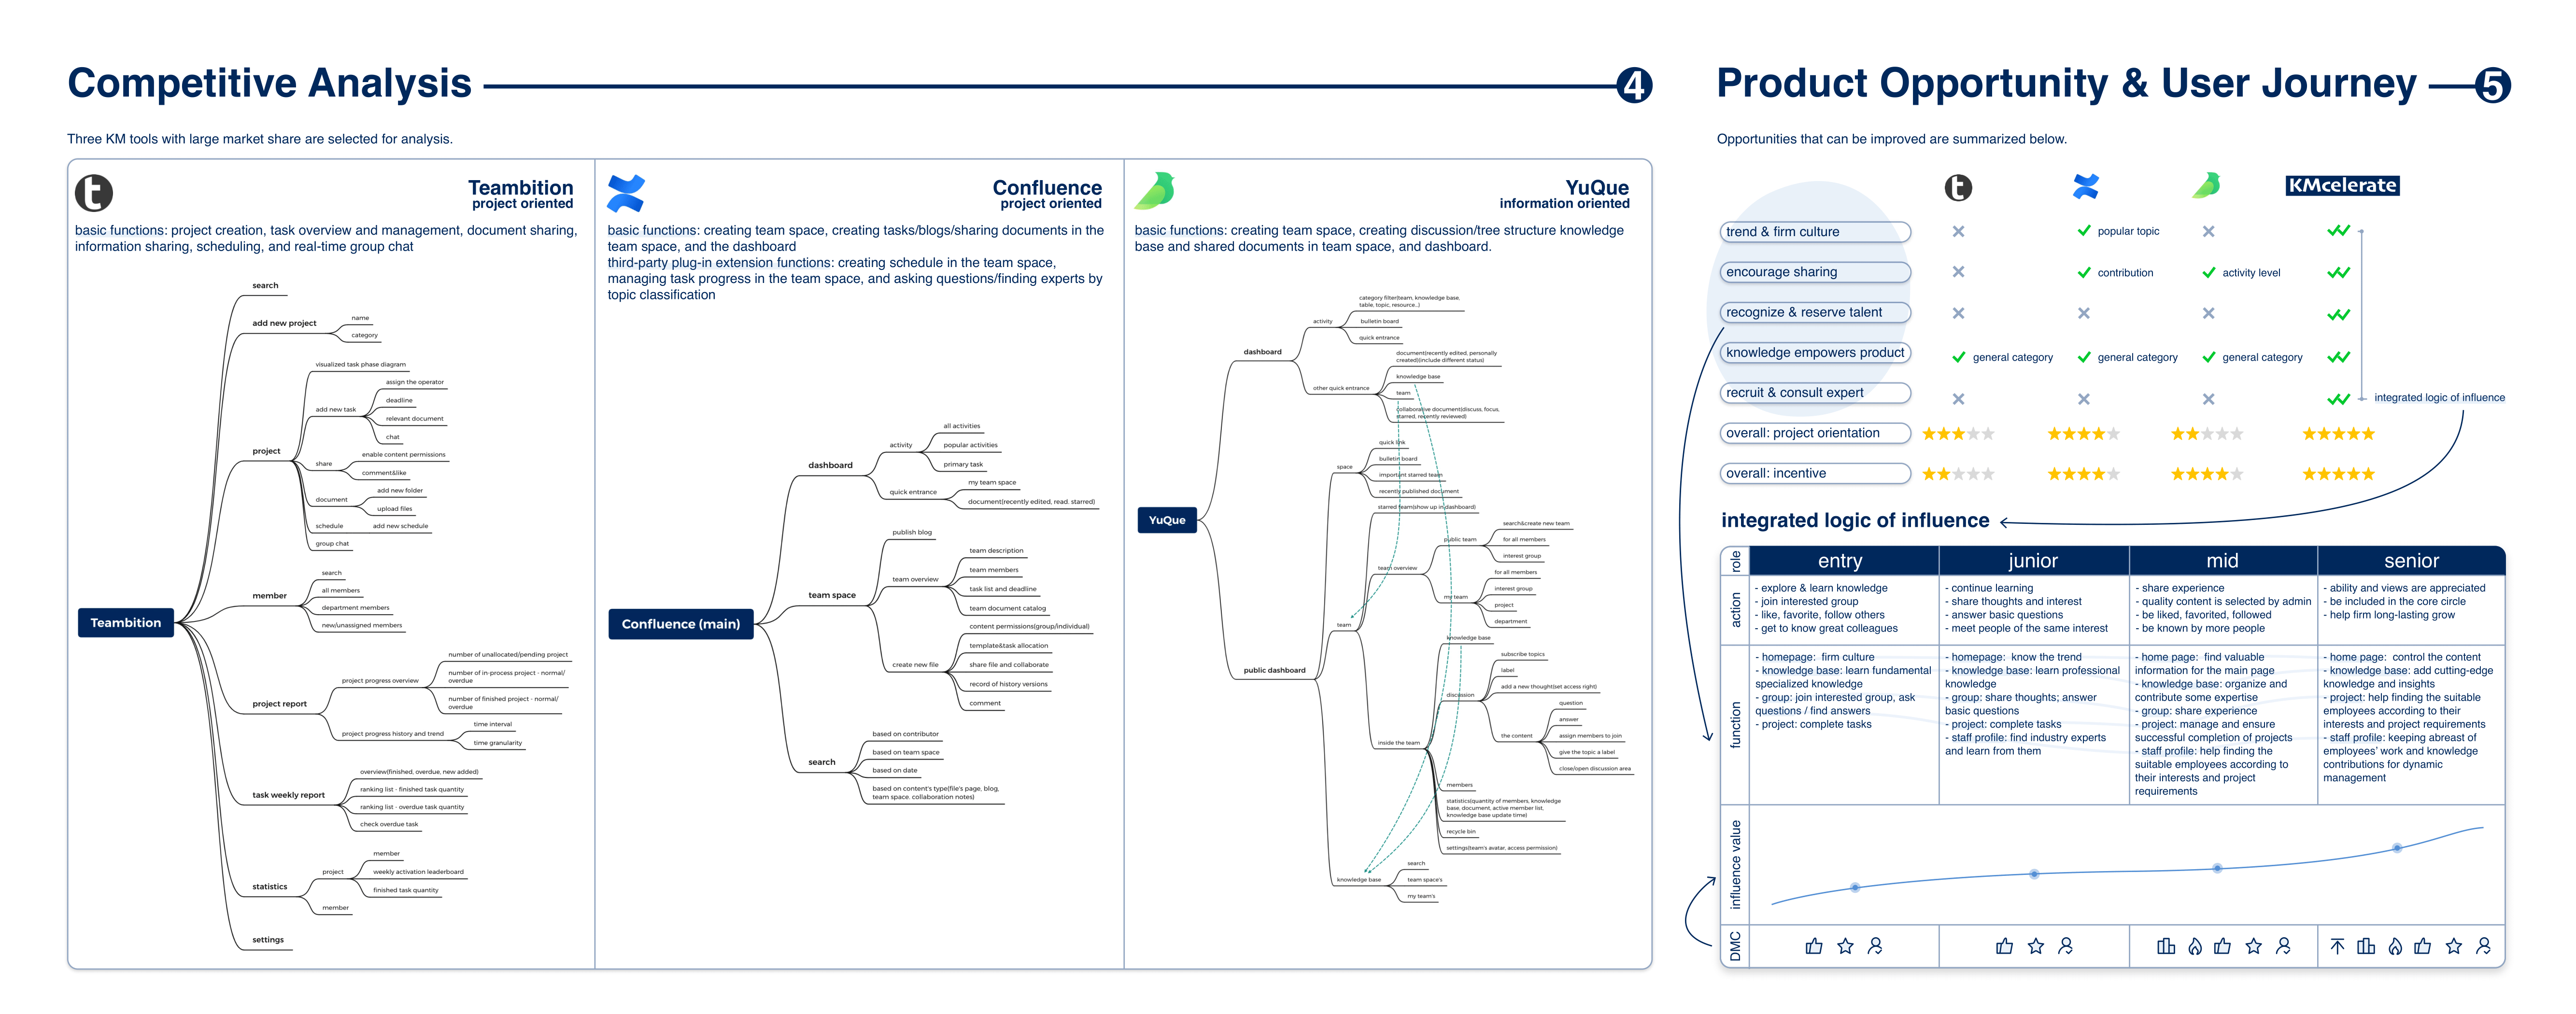 Competitive Analysis
4
Three KM tools with large market share are selected for analysis.
t
Teambition
project oriented
basic functions: project creation, task overview and management, document sharing,
information sharing, scheduling, and real-time group chat
Teambition
search
add new project
name
category
project
visualized task phase diagram
add new task
assign the operator
deadline
relevant document
chat
share
enable content permissions
comment&like
document
add new folder
upload files
schedule
add new schedule
group chat
member
search
all members
department members
new/unassigned members
project report
project progress overview
number of unallocated/pending project
number of in-process project - normal/
overdue
number of finished project - normal/
overdue
project progress history and trend
time interval
time granularity
task weekly report
overview(finished, overdue, new added)
ranking list - finished task quantity
ranking list - overdue task quantity
check overdue task
statistics
project
member
weekly activation leaderboard
finished task quantity
member
settings
Confluence
project oriented
basic functions: creating team space, creating tasks/blogs/sharing documents in the
team space, and the dashboard
third-party plug-in extension functions: creating schedule in the team space,
managing task progress in the team space, and asking questions/finding experts by
topic classification
Confluence (main)
dashboard
activity
all activities
popular activities
primary task
quick entrance
my team space
document(recently edited, read. starred)
team space
publish blog
team overview
team description
team members
task list and deadline
team document catalog
create new file
content permissions(group/individual)
template&task allocation
share file and collaborate
record of history versions
comment
search
based on contributor
based on team space
based on date
based on content's type(file's page, blog,
team space. collaboration notes)
YuQue
information oriented
basic functions: creating team space, creating discussion/tree structure knowledge
base and shared documents in team space, and dashboard.
YuQue
dashboard
activity
category filter(team, knowledge base,
table, topic, resource...)
bulletin board
quick entrance
other quick entrance
document(recently edited, personally
created)(include different status)
knowledge base
team
collaborative document(discuss, focus,
starred, recently reviewed)
public dashboard
space
quick link
bulletin board
important starred team
recently published document
team
starred team(show up in dashboard)
team overview
public team
search&create new team
for all members
interest group
my team
for all members
interest group
project
department
inside the team
knowledge base
discussion
subscribe topics
label
add a new thought(set access right)
the content
question
answer
assign members to join
give the topic a label
close/open discussion area
members
statistics(quantity of members, knowledge
base, document, active member list,
knowledge base update time)
recycle bin
settings(team's avatar, access permission)
knowledge base
search
team space's
my team's
Product Opportunity & User Journey
5
Opportunities that can be improved are summarized below.
t
KMcelerate
trend & firm culture
popular topic
encourage sharing
contribution
activity level
recognize & reserve talent
knowledge empowers product
general category
general category
general category
recruit & consult expert
integrated logic of influence
overall: project orientation
overall: incentive
integrated logic of influence
role
entry
junior
mid
senior
action
- explore & learn knowledge
- join interested group
- like, favorite, follow others
- get to know great colleagues
- continue learning
- share thoughts and interest
- answer basic questions
- meet people of the same interest
- share experience
- quality content is selected by admin
- be liked, favorited, followed
- be known by more people
- ability and views are appreciated
- be included in the core circle
- help firm long-lasting grow
function
- homepage: firm culture
- knowledge base: learn fundamental
specialized knowledge
- group: join interested group, ask
questions / find answers
- project: complete tasks
- homepage: know the trend
- knowledge base: learn professional
knowledge
- group: share thoughts; answer
basic questions
- project: complete tasks
- staff profile: find industry experts
and learn from them
- home page: find valuable
information for the main page
- knowledge base: organize and
contribute some expertise
- group: share experience
- project: manage and ensure
successful completion of projects
- staff profile: help finding the
suitable employees according to
their interests and project
requirements
- home page: control the content
- knowledge base: add cutting-edge
knowledge and insights
- project: help finding the suitable
employees according to their
interests and project requirements
- staff profile: keeping abreast of
employees' work and knowledge
contributions for dynamic
management
influence value
DMC